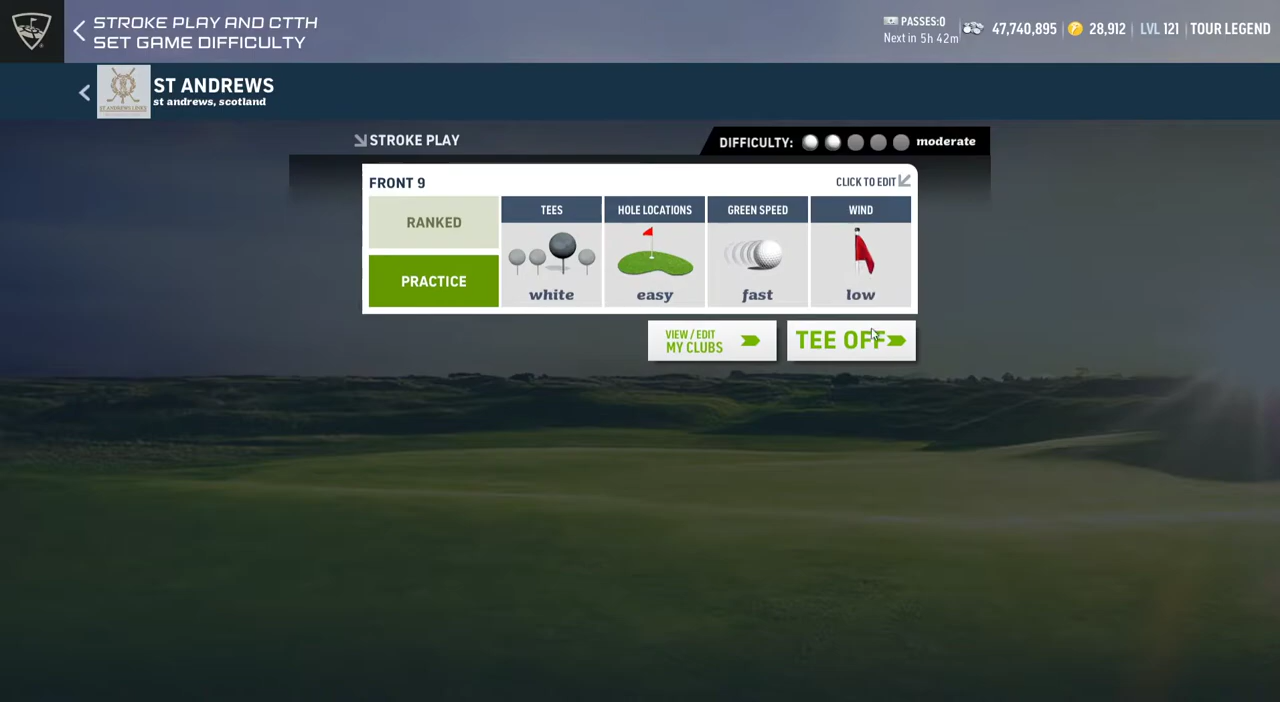 STROKE PLAY AND CTTH
SET GAME DIFFICULTY
PASSES:0
Next in 5h 42m
47,740,895
28,912
LVL 121
TOUR LEGEND
ST ANDREWS
st andrews, scotland
STROKE PLAY
DIFFICULTY:
moderate
FRONT 9
CLICK TO EDIT
RANKED
PRACTICE
TEES
HOLE LOCATIONS
GREEN SPEED
WIND
white
easy
fast
low
VIEW / EDIT
MY CLUBS
TEE OFF